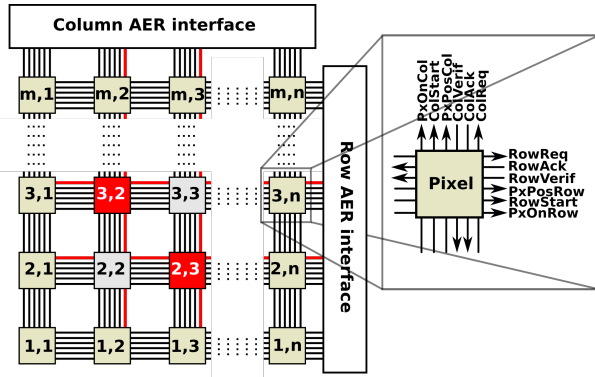 Column AER interface
m,1 m,2 m,3 m,n
3,1 3,2 3,3 3,n
2,1 2,2 2,3 2,n
1,1 1,2 1,3 1,n
Row AER interface
PxOnCol
ColStart
PxPosCol
ColVerif
ColAck
ColReq
Pixel
RowReq
RowAck
RowVerif
PxPosRow
RowStart
PxOnRow